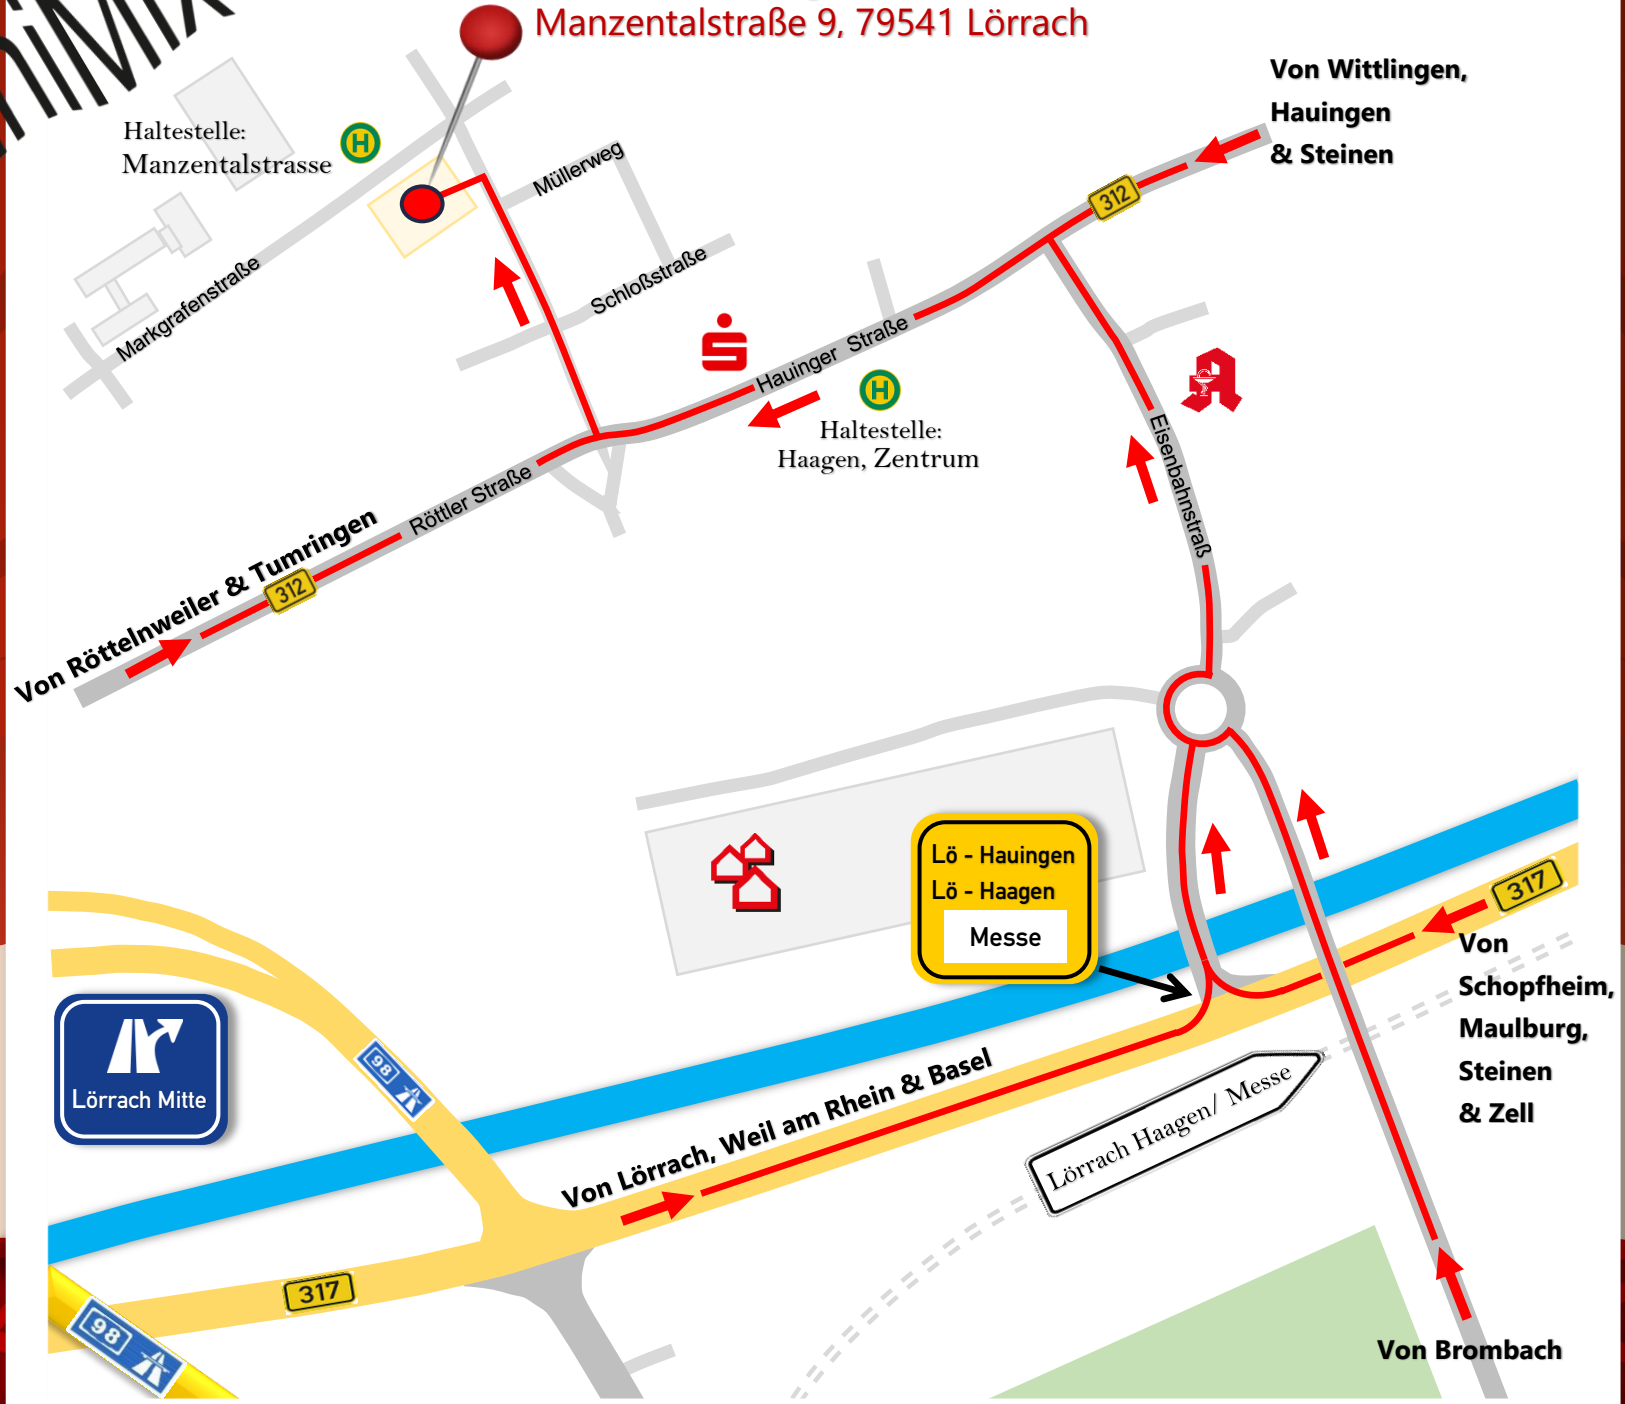 niMix
Manzentalstraße 9, 79541 Lörrach
Von Wittlingen,
Hauingen
& Steinen
Haltestelle:
Manzentalstrasse
H
Müllerweg
312
Schloßstraße
Markgrafenstraße
Hauinger Straße
H
Haltestelle:
Haagen, Zentrum
Eisenbahnstraß
Röttler Straße
Von Röttelnweiler & Tumringen
312
Lö - Hauingen
Lö - Haagen
Messe
317
Von
Schopfheim,
Maulburg,
Steinen
& Zell
Lörrach Mitte
98
Von Lörrach, Weil am Rhein & Basel
Lörrach Haagen/ Messe
317
98
Von Brombach